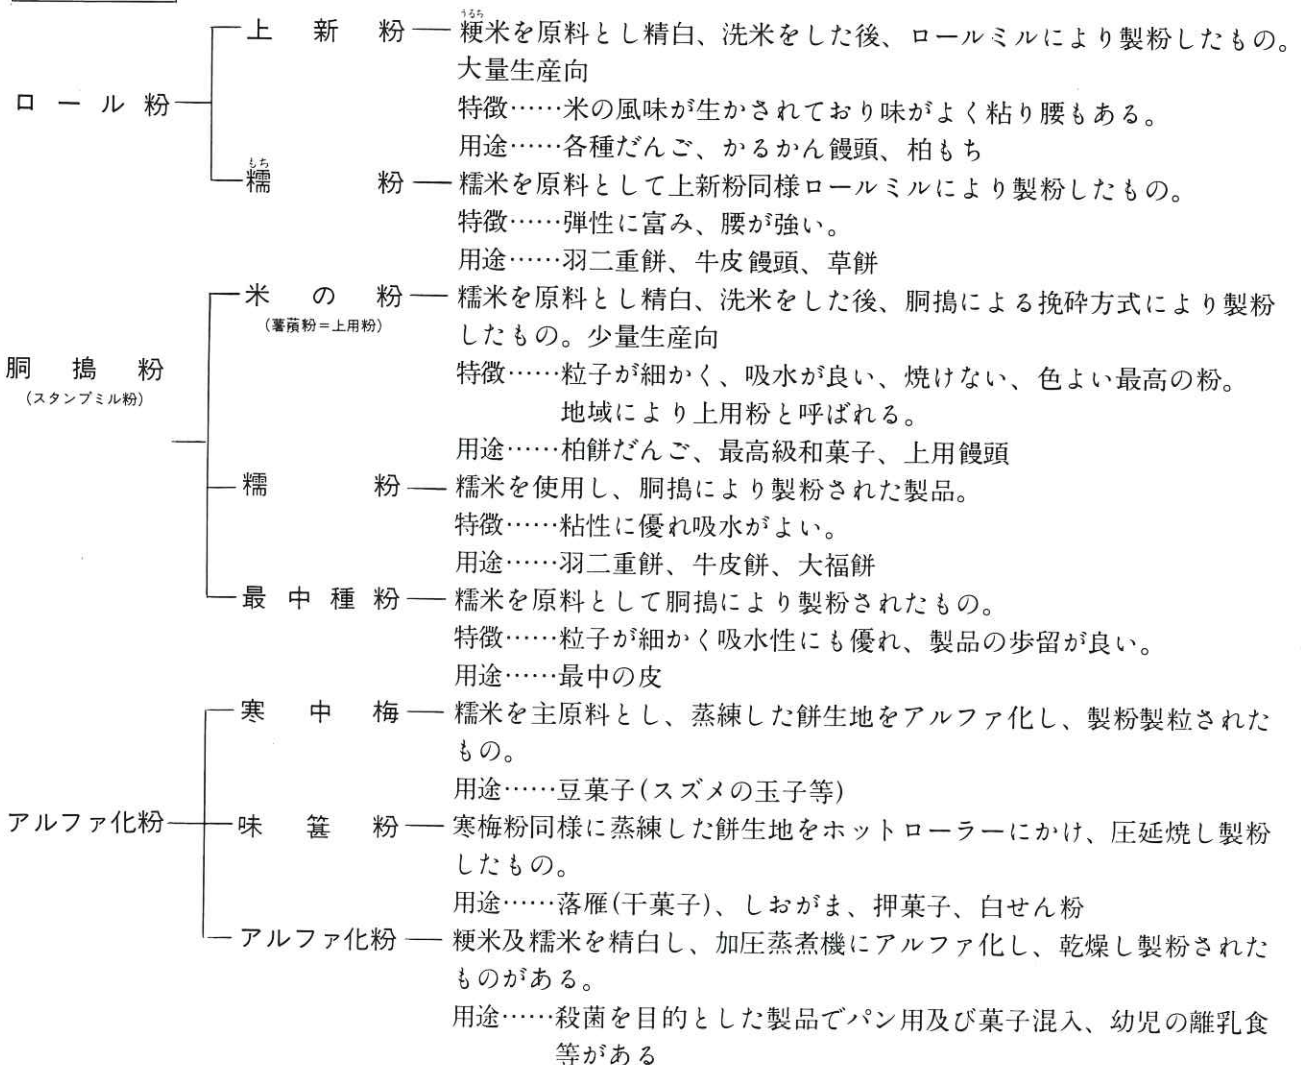 上新粉 粳米を原料とし精白、洗米をした後、ロールミルにより製粉したもの。
うるち
大量生産向
ロール粉
特徴……米の風味が生かされており味がよく粘り腰もある。
用途……各種だんご、かるかん饅頭、柏もち
もち
糯粉 糯米を原料として上新粉同様ロールミルにより製粉したもの。
特徴……弾性に富み、腰が強い。
用途……羽二重餅、牛皮饅頭、草餅
米の粉 糯米を原料とし精白、洗米をした後、胴搗による挽砕方式により製粉
(薯蕷粉=上用粉)
したもの。少量生産向
胴搗粉
(スタンプミル粉)
特徴……粒子が細かく、吸水が良い、焼けない、色よい最高の粉。
地域により上用粉と呼ばれる。
用途……柏餅だんご、最高級和菓子、上用饅頭
糯粉 糯米を使用し、胴搗により製粉された製品。
特徴……粘性に優れ吸水がよい。
用途……羽二重餅、牛皮餅、大福餅
最中種粉 糯米を原料として胴搗により製粉されたもの。
特徴……粒子が細かく吸水性にも優れ、製品の歩留が良い。
用途……最中の皮
寒中梅 糯米を主原料とし、蒸練した餅生地をアルファ化し、製粉製粒された
もの。
用途……豆菓子(スズメの玉子等)
アルファ化粉
味篹粉 寒梅粉同様に蒸練した餅生地をホットローラーにかけ、圧延焼し製粉
したもの。
用途……落雁(干菓子)、しおがま、押菓子、白せん粉
アルファ化粉 粳米及糯米を精白し、加圧蒸煮機にアルファ化し、乾燥し製粉された
ものがある。
用途……殺菌を目的とした製品でパン用及び菓子混入、幼児の離乳食
等がある